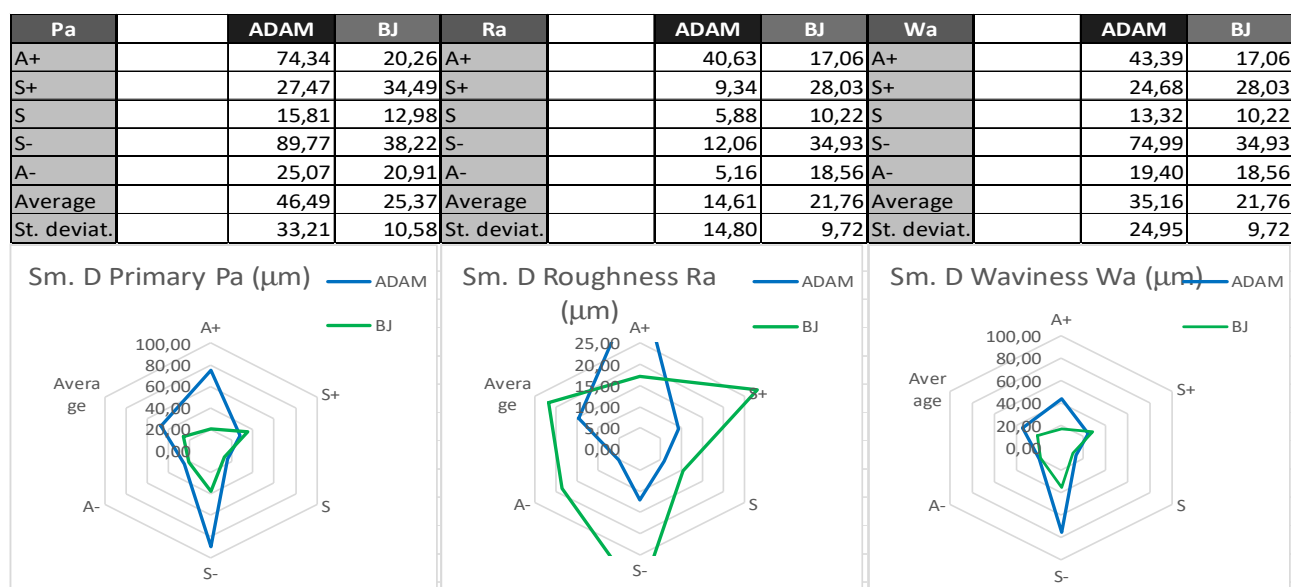 Pa ADAM BJ Ra ADAM BJ Wa ADAM BJ
A+ 74,34 20,26 A+ 40,63 17,06 A+ 43,39 17,06
S+ 27,47 34,49 S+ 9,34 28,03 S+ 24,68 28,03
S 15,81 12,98 S 5,88 10,22 S 13,32 10,22
S- 89,77 38,22 S- 12,06 34,93 S- 74,99 34,93
A- 25,07 20,91 A- 5,16 18,56 A- 19,40 18,56
Average 46,49 25,37 Average 14,61 21,76 Average 35,16 21,76
St. deviat. 33,21 10,58 St. deviat. 14,80 9,72 St. deviat. 24,95 9,72
Sm. D Primary Pa (μm)
ADAM
BJ
A+
100,00
80,00
60,00
40,00
20,00
0,00
S+
S
S-
A-
Avera
ge
Sm. D Roughness Ra
(μm)
ADAM
BJ
A+
25,00
20,00
15,00
10,00
5,00
0,00
S+
S
S-
A-
Avera
ge
Sm. D Waviness Wa (μm)
ADAM
BJ
A+
100,00
80,00
60,00
40,00
20,00
0,00
S+
S
S-
A-
Aver
age